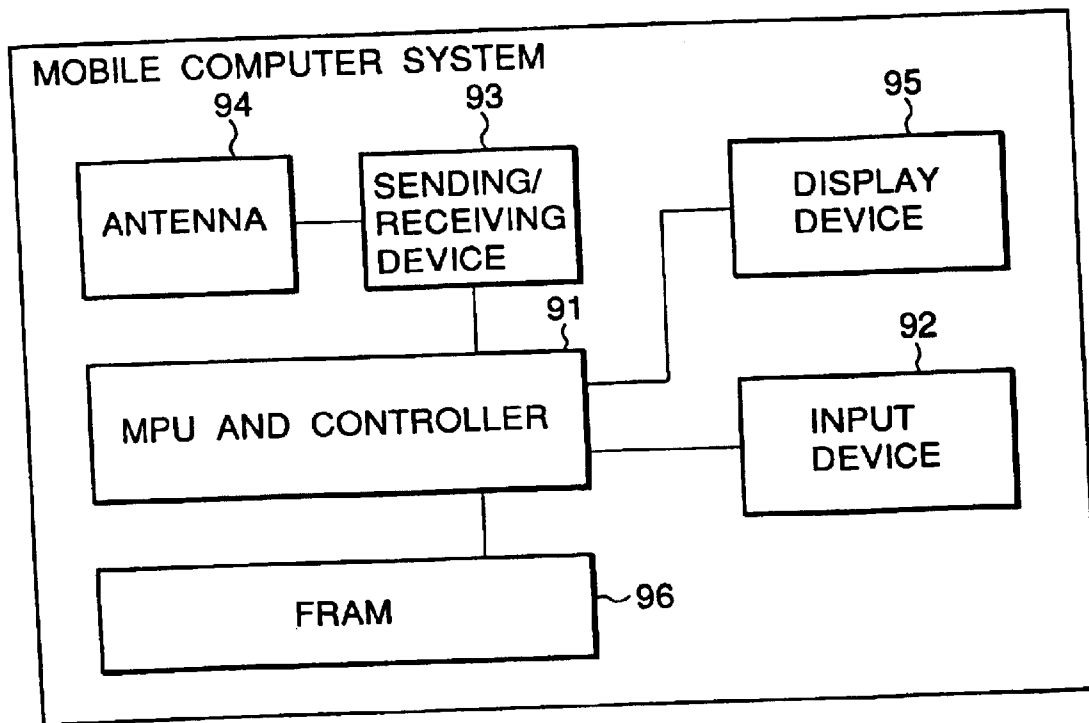 MOBILE COMPUTER SYSTEM
94
93
95
ANTENNA
SENDING/
RECEIVING
DEVICE
DISPLAY
DEVICE
91
92
MPU AND CONTROLLER
INPUT
DEVICE
FRAM
96